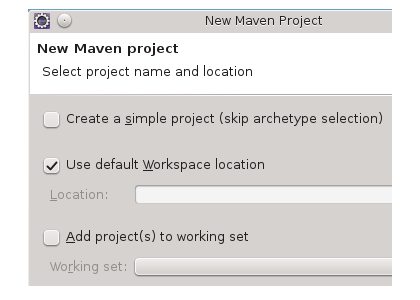 New Maven Project
New Maven project
Select project name and location
Create a simple project (skip archetype selection)
Use default Workspace location
Location:
Add project(s) to working set
Working set: